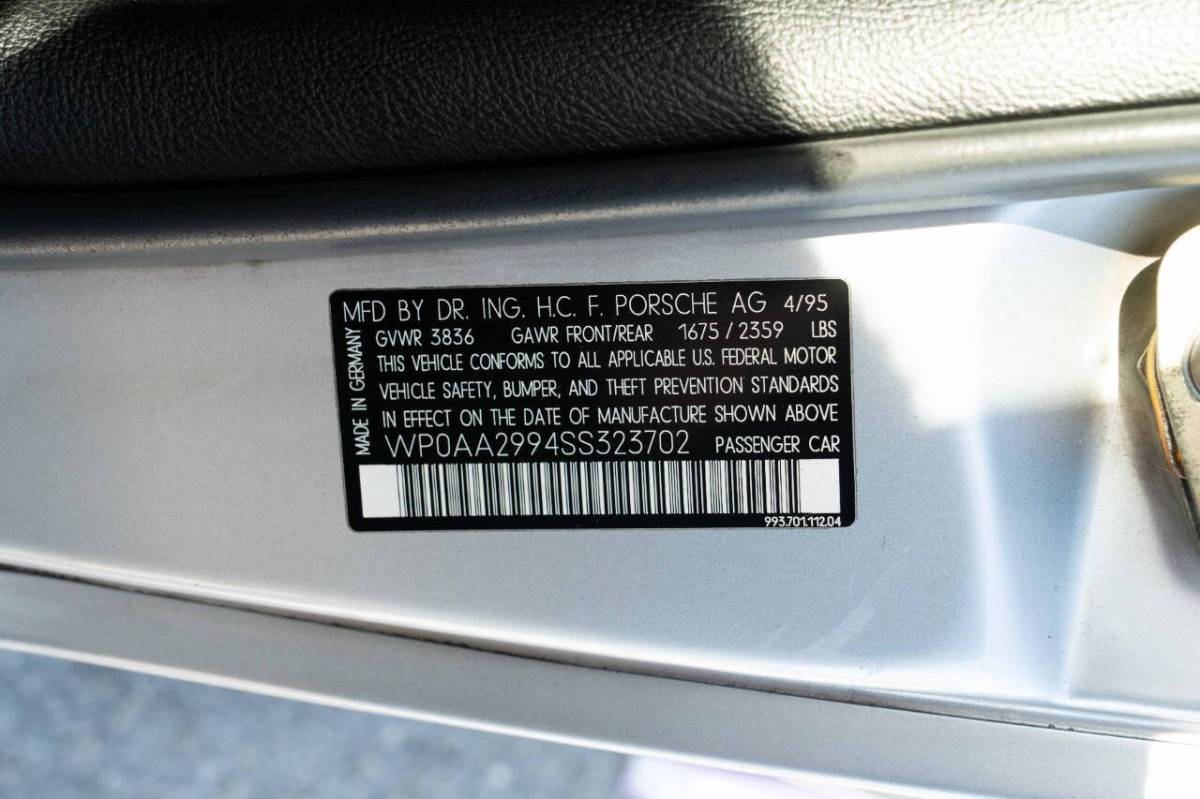 MFD BY DR. ING. H.C. F. PORSCHE AG 4/95
GVWR 3836 GAWR FRONT/REAR 1675 / 2359 LBS
THIS VEHICLE CONFORMS TO ALL APPLICABLE U.S. FEDERAL MOTOR
VEHICLE SAFETY, BUMPER, AND THEFT PREVENTION STANDARDS
IN EFFECT ON THE DATE OF MANUFACTURE SHOWN ABOVE
WP0AA2994SS323702 PASSENGER CAR
993.701.112.04
MADE IN GERMANY